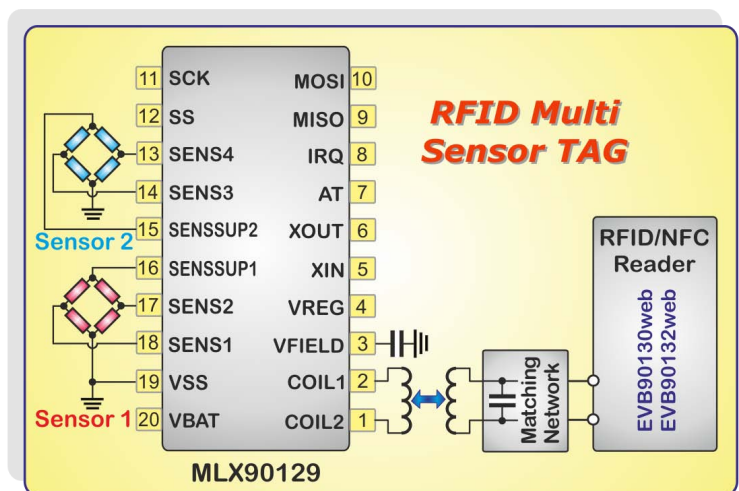 RFID Multi
Sensor TAG
11 SCK MOSI 10
12 SS MISO 9
13 SENS4 IRQ 8
14 SENS3 AT 7
15 SENSSUP2 XOUT 6
Sensor 2
16 SENSSUP1 XIN 5
17 SENS2 VREG 4
18 SENS1 VFIELD 3
19 VSS COIL1 2
Sensor 1
20 VBAT COIL2 1
MLX90129
Matching
Network
RFID/NFC
Reader
EVB90130web
EVB90132web